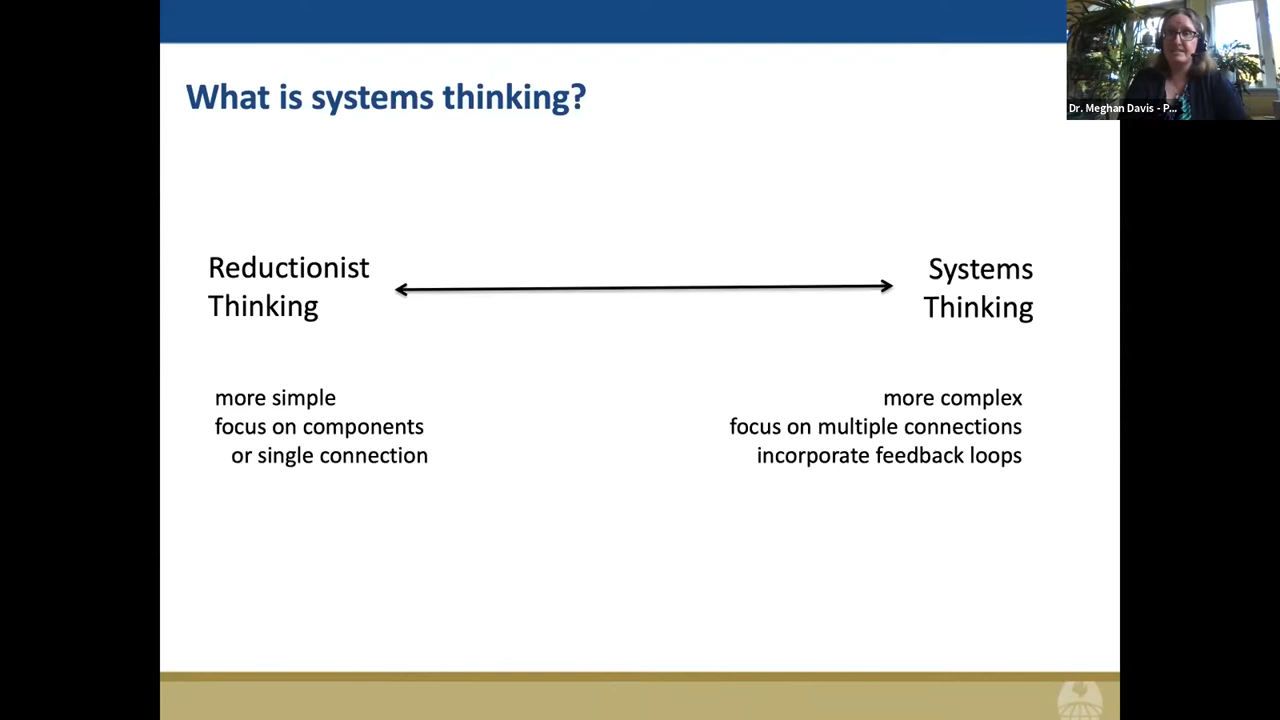 What is systems thinking?
Dr. Meghan Davis - P...
Reductionist
Thinking
Systems
Thinking
more simple
focus on components
or single connection
more complex
focus on multiple connections
incorporate feedback loops